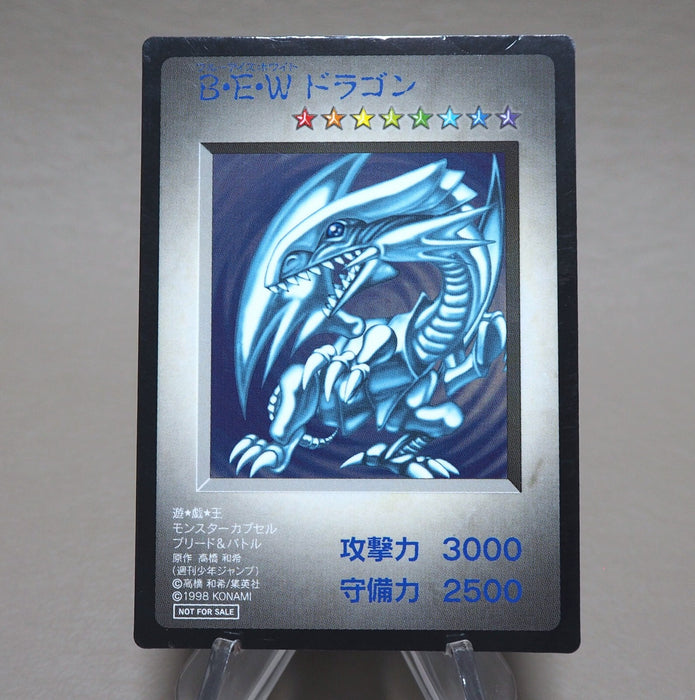 ブルーアイズホワイト
B・E・W ドラゴン
遊★戯★王
モンスターカプセル
ブリード&バトル
原作 高橋 和希
(週刊少年ジャンプ)
©高橋 和希/集英社
©1998 KONAMI
NOT FOR SALE
攻撃力 3000
守備力 2500